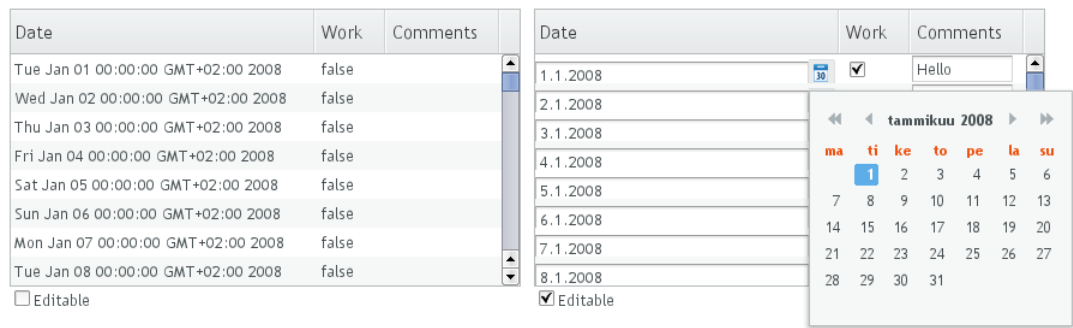 Date Work Comments
Tue Jan 01 00:00:00 GMT+02:00 2008 false
Wed Jan 02 00:00:00 GMT+02:00 2008 false
Thu Jan 03 00:00:00 GMT+02:00 2008 false
Fri Jan 04 00:00:00 GMT+02:00 2008 false
Sat Jan 05 00:00:00 GMT+02:00 2008 false
Sun Jan 06 00:00:00 GMT+02:00 2008 false
Mon Jan 07 00:00:00 GMT+02:00 2008 false
Tue Jan 08 00:00:00 GMT+02:00 2008 false
Editable
Date Work Comments
1.1.2008 30 Hello
2.1.2008
3.1.2008
4.1.2008
5.1.2008
6.1.2008
7.1.2008
8.1.2008
Editable
tammikuu 2008
ma ti ke to pe la su
1 2 3 4 5 6
7 8 9 10 11 12 13
14 15 16 17 18 19 20
21 22 23 24 25 26 27
28 29 30 31